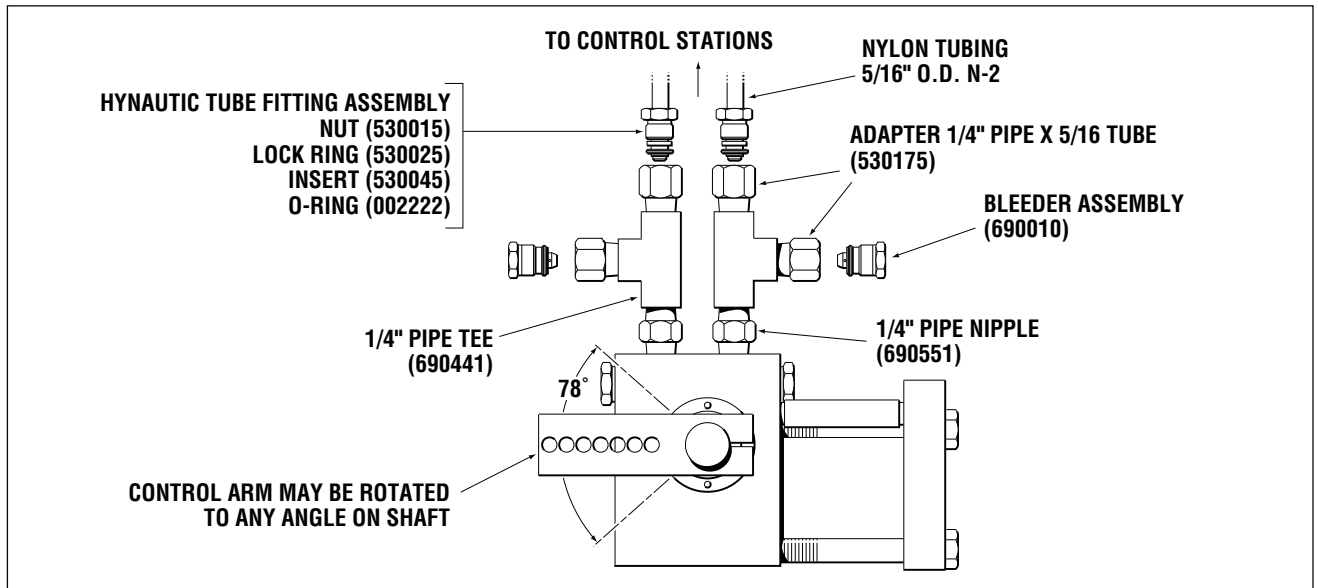 TO CONTROL STATIONS
NYLON TUBING
5/16" O.D. N-2
HYNAUTIC TUBE FITTING ASSEMBLY
NUT (530015)
LOCK RING (530025)
INSERT (530045)
O-RING (002222)
ADAPTER 1/4" PIPE X 5/16 TUBE
(530175)
BLEEDER ASSEMBLY
(690010)
1/4" PIPE TEE
(690441)
1/4" PIPE NIPPLE
(690551)
78°
CONTROL ARM MAY BE ROTATED
TO ANY ANGLE ON SHAFT